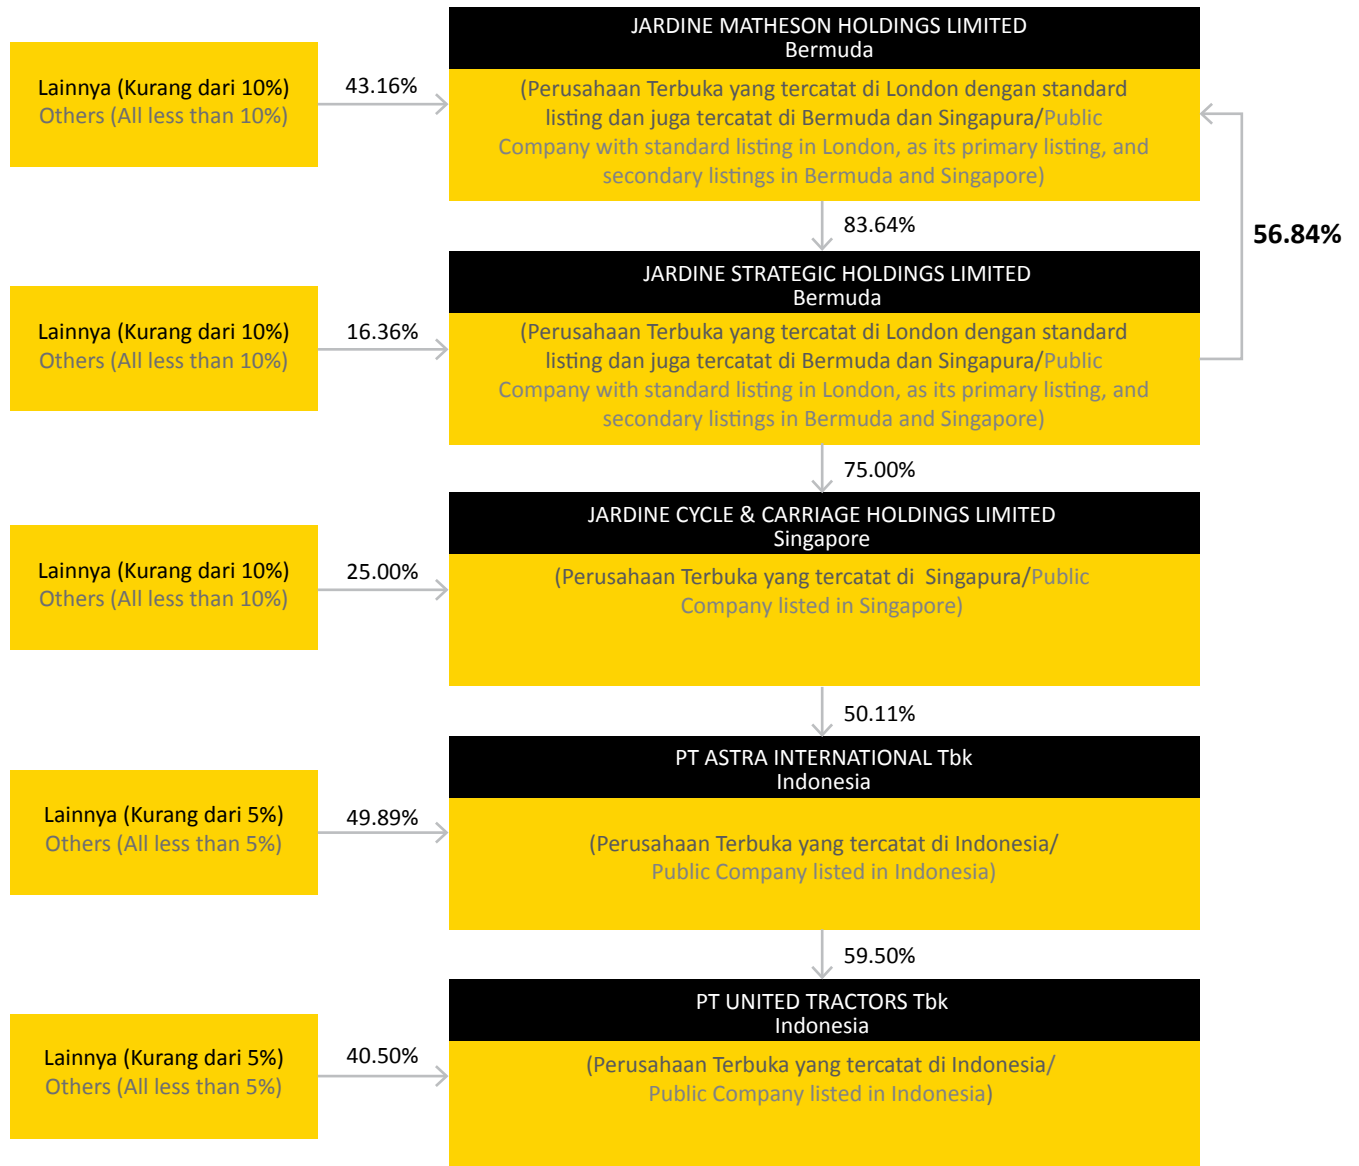 JARDINE MATHESON HOLDINGS LIMITED
Bermuda
Lainnya (Kurang dari 10%)
Others (All less than 10%)
43.16%
(Perusahaan Terbuka yang tercatat di London dengan standard
listing dan juga tercatat di Bermuda dan Singapura/Public
Company with standard listing in London, as its primary listing, and
secondary listings in Bermuda and Singapore)
83.64%
56.84%
JARDINE STRATEGIC HOLDINGS LIMITED
Bermuda
Lainnya (Kurang dari 10%)
Others (All less than 10%)
16.36%
(Perusahaan Terbuka yang tercatat di London dengan standard
listing dan juga tercatat di Bermuda dan Singapura/Public
Company with standard listing in London, as its primary listing, and
secondary listings in Bermuda and Singapore)
75.00%
JARDINE CYCLE & CARRIAGE HOLDINGS LIMITED
Singapore
Lainnya (Kurang dari 10%)
Others (All less than 10%)
25.00%
(Perusahaan Terbuka yang tercatat di Singapura/Public
Company listed in Singapore)
50.11%
PT ASTRA INTERNATIONAL Tbk
Indonesia
Lainnya (Kurang dari 5%)
Others (All less than 5%)
49.89%
(Perusahaan Terbuka yang tercatat di Indonesia/
Public Company listed in Indonesia)
59.50%
PT UNITED TRACTORS Tbk
Indonesia
Lainnya (Kurang dari 5%)
Others (All less than 5%)
40.50%
(Perusahaan Terbuka yang tercatat di Indonesia/
Public Company listed in Indonesia)